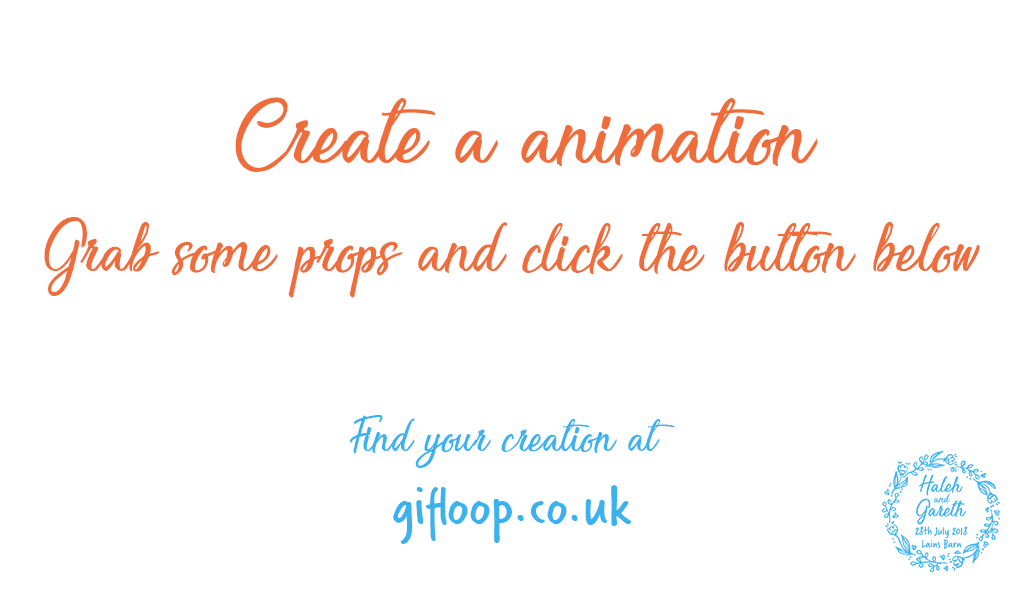 Create a animation
Grab some props and click the button below
Find your creation at
gifloop.co.uk
Haleh
and
Gareth
28th July 2018
Lains Barn